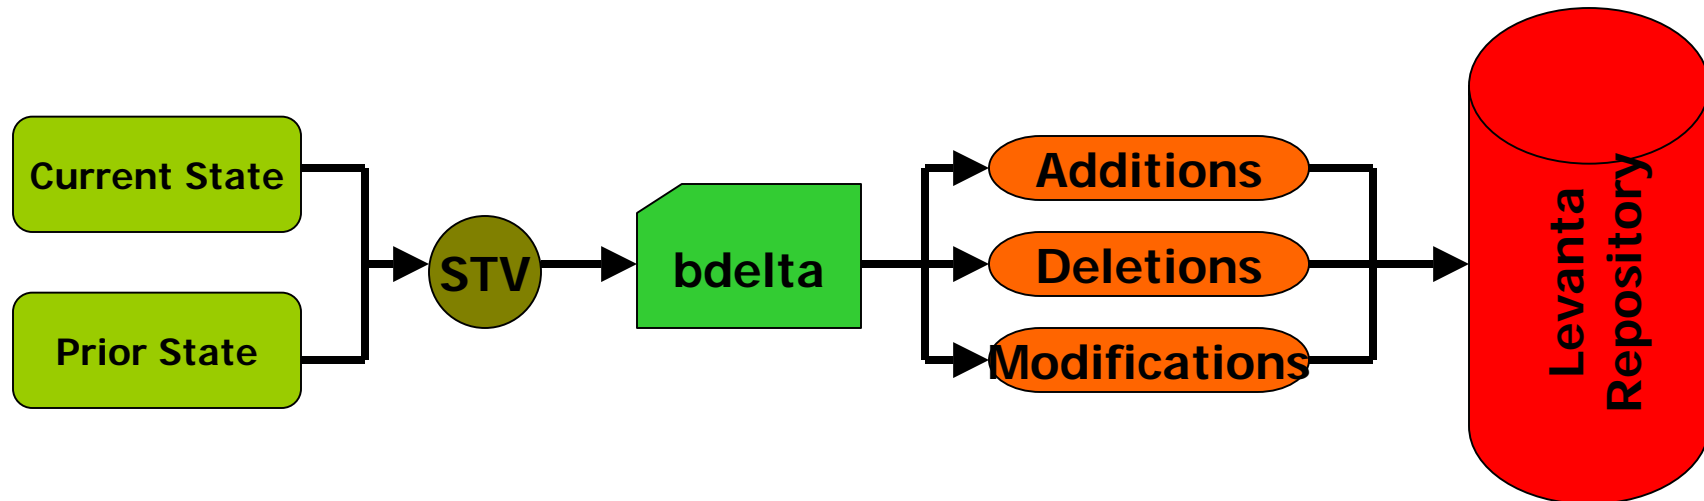 Current State
Prior State
STV
bdelta
Additions
Deletions
Modifications
Levanta
Repository